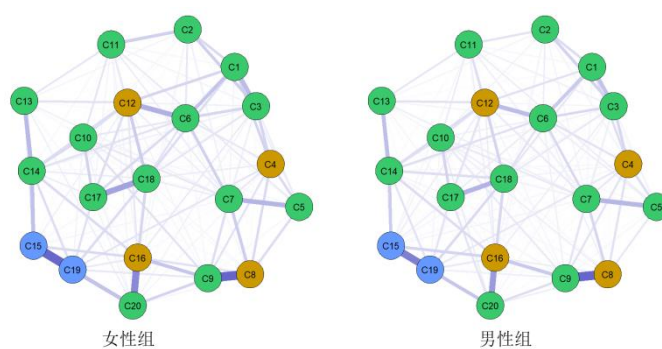 C2 C2
C11 C11
C1 C1
C13 C12 C3 C13 C12 C3
C6 C6
C10 C10
C14 C18 C4 C14 C18 C4
C17 C7 C5 C17 C7 C5
C15 C16 C15 C16
C19 C9 C8 C19 C9 C8
C20 C20
女性组 男性组